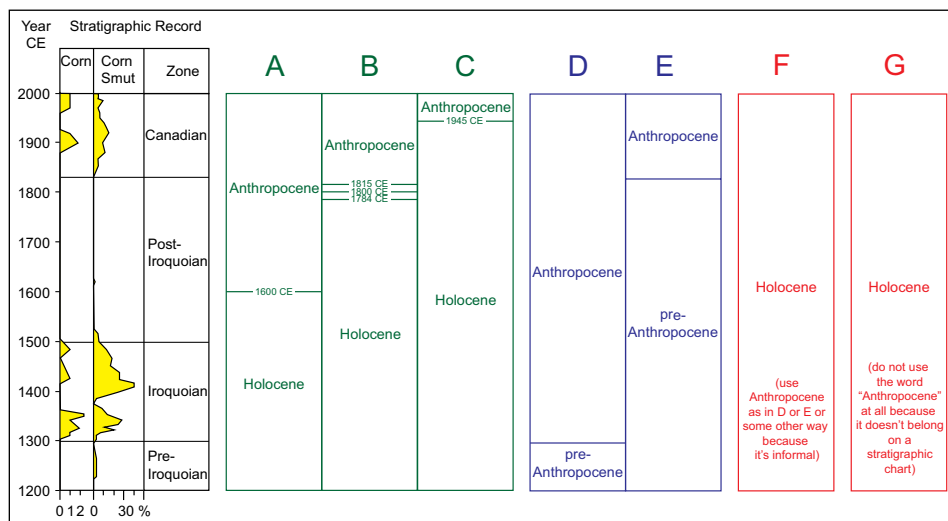 Year
CE
Stratigraphic Record
Corn
Corn
Smut
Zone
2000
1900
1800
1700
1600
1500
1400
1300
1200
Canadian
Post-
Iroquoian
Iroquoian
Pre-
Iroquoian
0 1 2
0
30 %
A
Anthropocene
1600 CE
Holocene
B
Anthropocene
1815 CE
1800 CE
1784 CE
Holocene
C
Anthropocene
1945 CE
Holocene
D
Anthropocene
pre-
Anthropocene
E
Anthropocene
pre-
Anthropocene
F
Holocene
(use
Anthropocene
as in D or E or
some other way
because
it's informal)
G
Holocene
(do not use
the word
“Anthropocene”
at all because
it doesn't belong
on a
stratigraphic
chart)